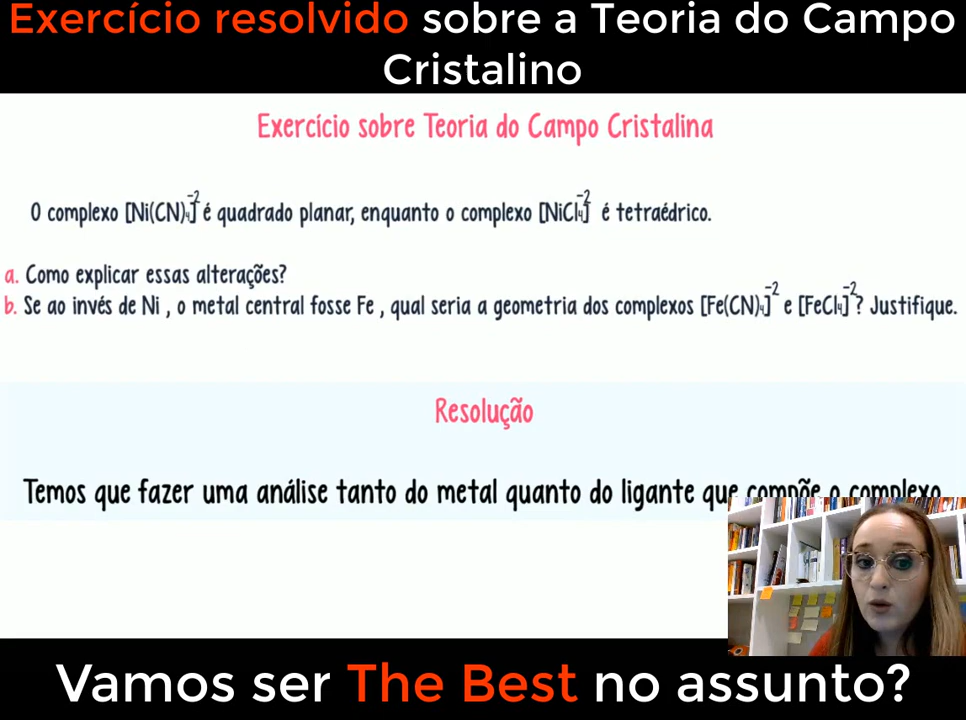 Exercício resolvido sobre a Teoria do Campo
Cristalino
Exercício sobre Teoria do Campo Cristalina
O complexo [Ni(CN)₄]⁻² é quadrado planar, enquanto o complexo [NiCl₄]⁻² é tetraédrico.
a. Como explicar essas alterações?
b. Se ao invés de Ni , o metal central fosse Fe , qual seria a geometria dos complexos [Fe(CN)₄]⁻² e [FeCl₄]⁻²? Justifique.
Resolução
Temos que fazer uma análise tanto do metal quanto do ligante que compõe o complexo
Vamos ser The Best no assunto?